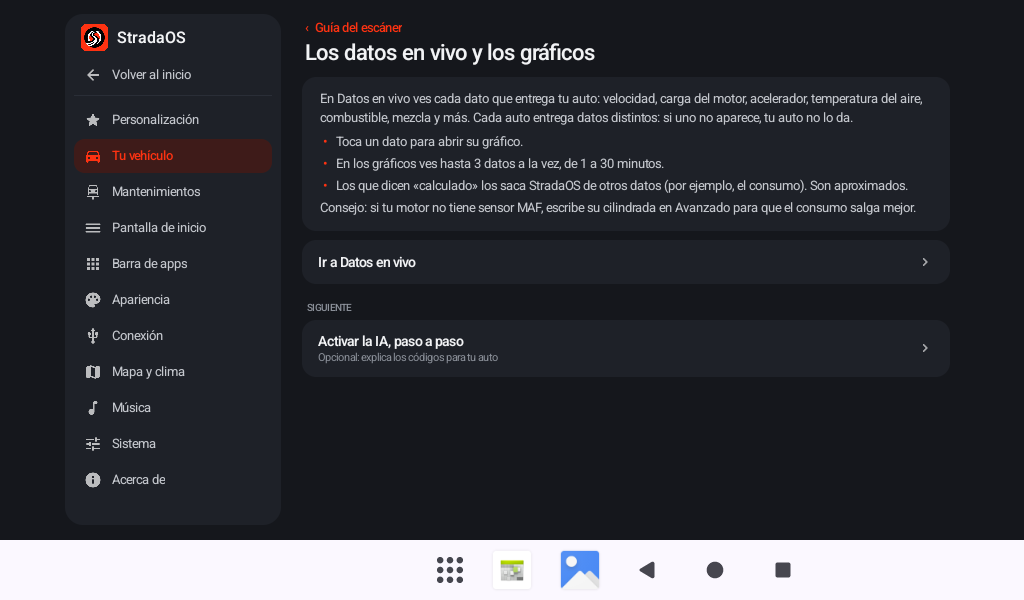 StradaOS
Volver al inicio
Personalización
Tu vehículo
Mantenimientos
Pantalla de inicio
Barra de apps
Apariencia
Conexión
Mapa y clima
Música
Sistema
Acerca de
‹ Guía del escáner
Los datos en vivo y los gráficos
En Datos en vivo ves cada dato que entrega tu auto: velocidad, carga del motor, acelerador, temperatura del aire,
combustible, mezcla y más. Cada auto entrega datos distintos: si uno no aparece, tu auto no lo da.
• Toca un dato para abrir su gráfico.
• En los gráficos ves hasta 3 datos a la vez, de 1 a 30 minutos.
• Los que dicen «calculado» los saca StradaOS de otros datos (por ejemplo, el consumo). Son aproximados.
Consejo: si tu motor no tiene sensor MAF, escribe su cilindrada en Avanzado para que el consumo salga mejor.
Ir a Datos en vivo
SIGUIENTE
Activar la IA, paso a paso
Opcional: explica los códigos para tu auto